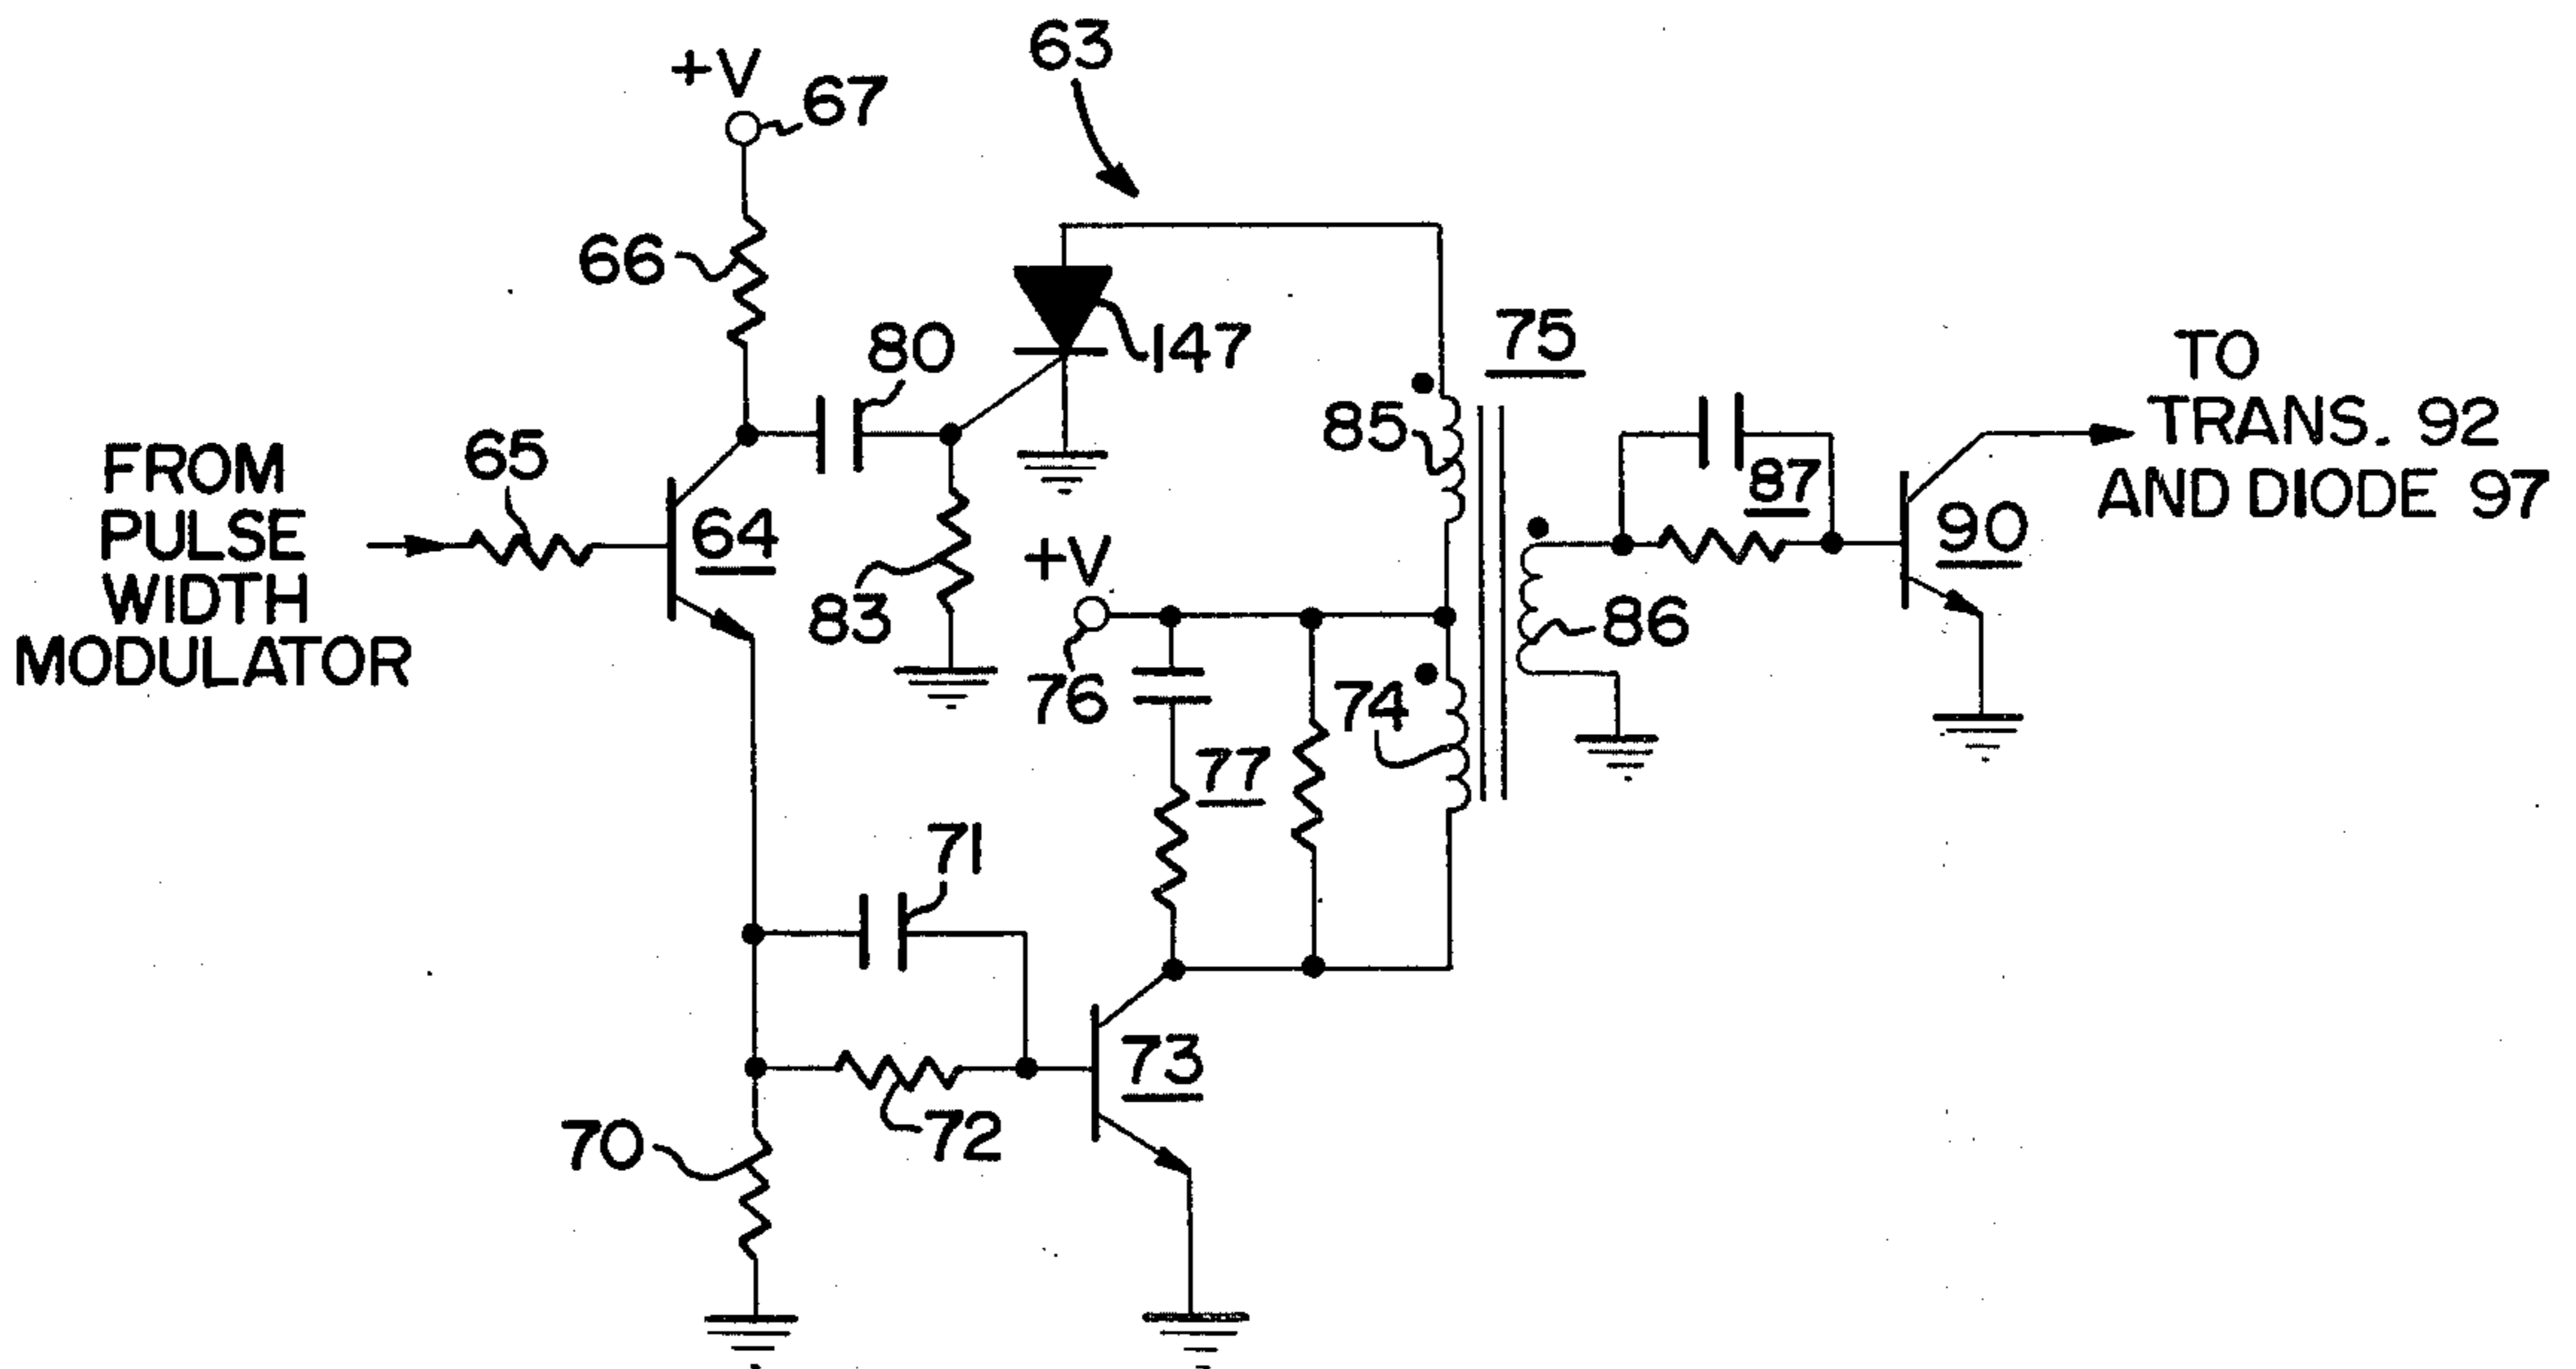 63
+V
67
66
80
147
75
TO
TRANS. 92
AND DIODE 97
85
FROM
PULSE
WIDTH
MODULATOR
65
64
87
90
+V
83
86
76
74
77
71
73
72
70